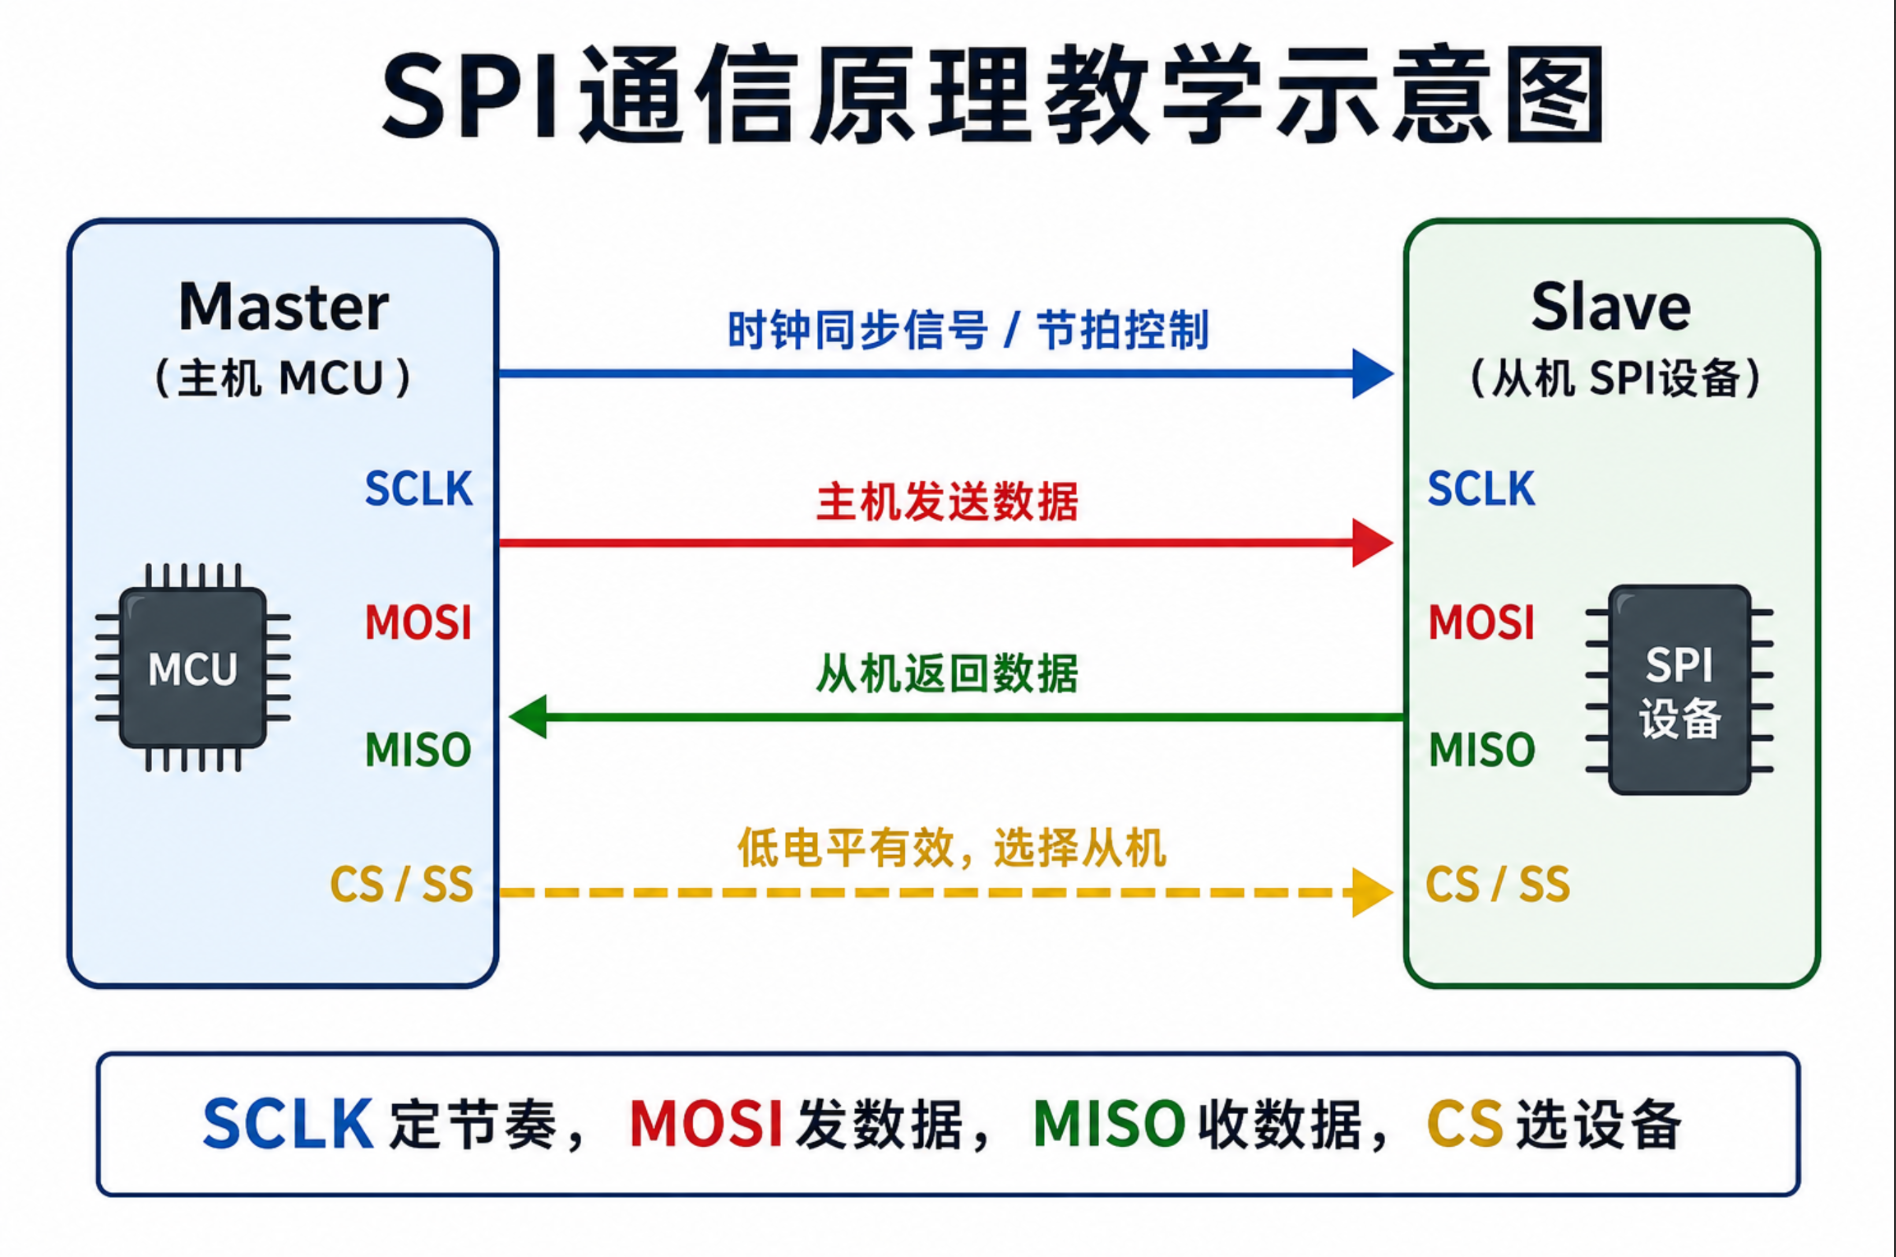 SPI通信原理教学示意图
Master
（主机 MCU）
SCLK
MOSI
MISO
CS / SS
MCU
时钟同步信号 / 节拍控制
主机发送数据
从机返回数据
低电平有效，选择从机
Slave
（从机 SPI设备）
SCLK
MOSI
MISO
CS / SS
SPI
设备
SCLK 定节奏，MOSI 发数据，MISO 收数据，CS 选设备